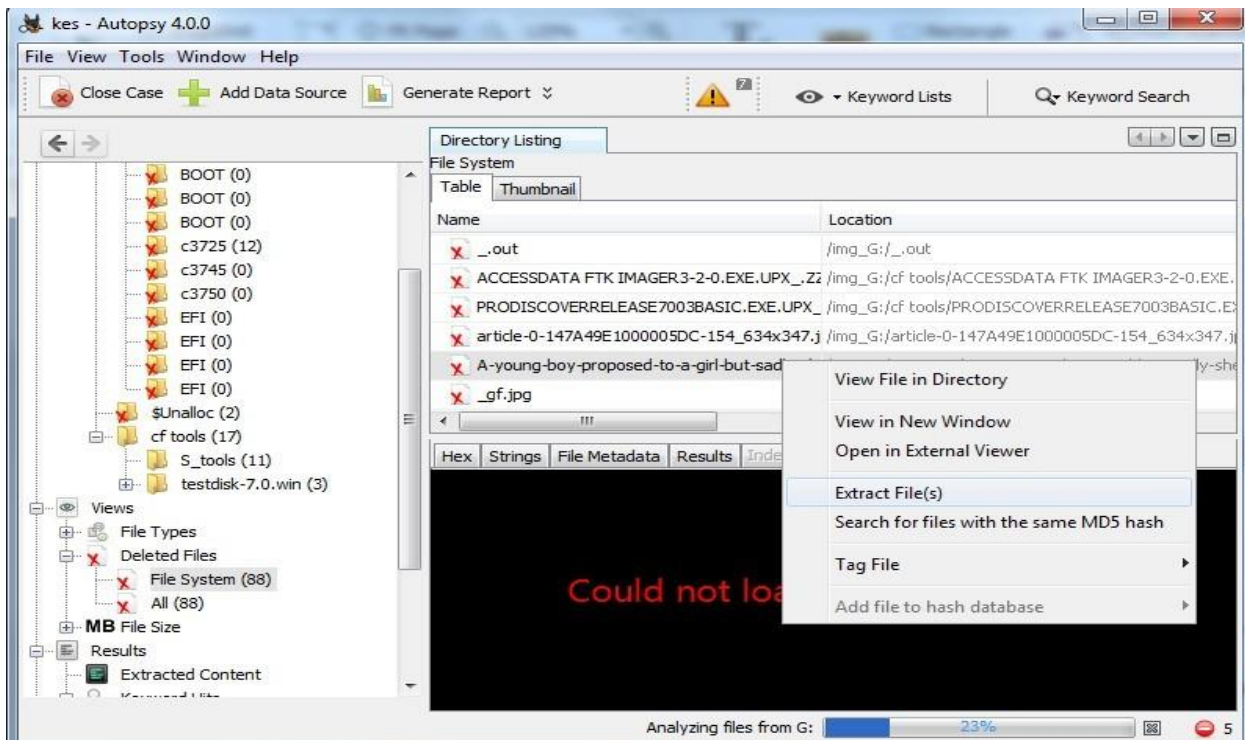 kes - Autopsy 4.0.0
File View Tools Window Help
Close Case Add Data Source Generate Report 7 Keyword Lists Keyword Search
BOOT (0)
BOOT (0)
BOOT (0)
c3725 (12)
c3745 (0)
c3750 (0)
EFI (0)
EFI (0)
EFI (0)
EFI (0)
$Unalloc (2)
cf tools (17)
S_tools (11)
testdisk-7.0.win (3)
Views
File Types
Deleted Files
File System (88)
All (88)
MB File Size
Results
Extracted Content
Directory Listing
File System
Table Thumbnail
Name Location
_.out /img_G:/_.out
ACCESSDATA FTK IMAGER3-2-0.EXE.UPX_.ZZ /img_G:/cf tools/ACCESSDATA FTK IMAGER3-2-0.EXE.
PRODISCOVERRELEASE7003BASIC.EXE.UPX_ /img_G:/cf tools/PRODISCOVERRELEASE7003BASIC.E
article-0-147A49E1000005DC-154_634x347.j /img_G:/article-0-147A49E1000005DC-154_634x347.j
A-young-boy-proposed-to-a-girl-but-sad ly-she
_gf.jpg
Hex Strings File Metadata Results Inde
Could not loa
View File in Directory
View in New Window
Open in External Viewer
Extract File(s)
Search for files with the same MD5 hash
Tag File
Add file to hash database
Analyzing files from G: 23% 5